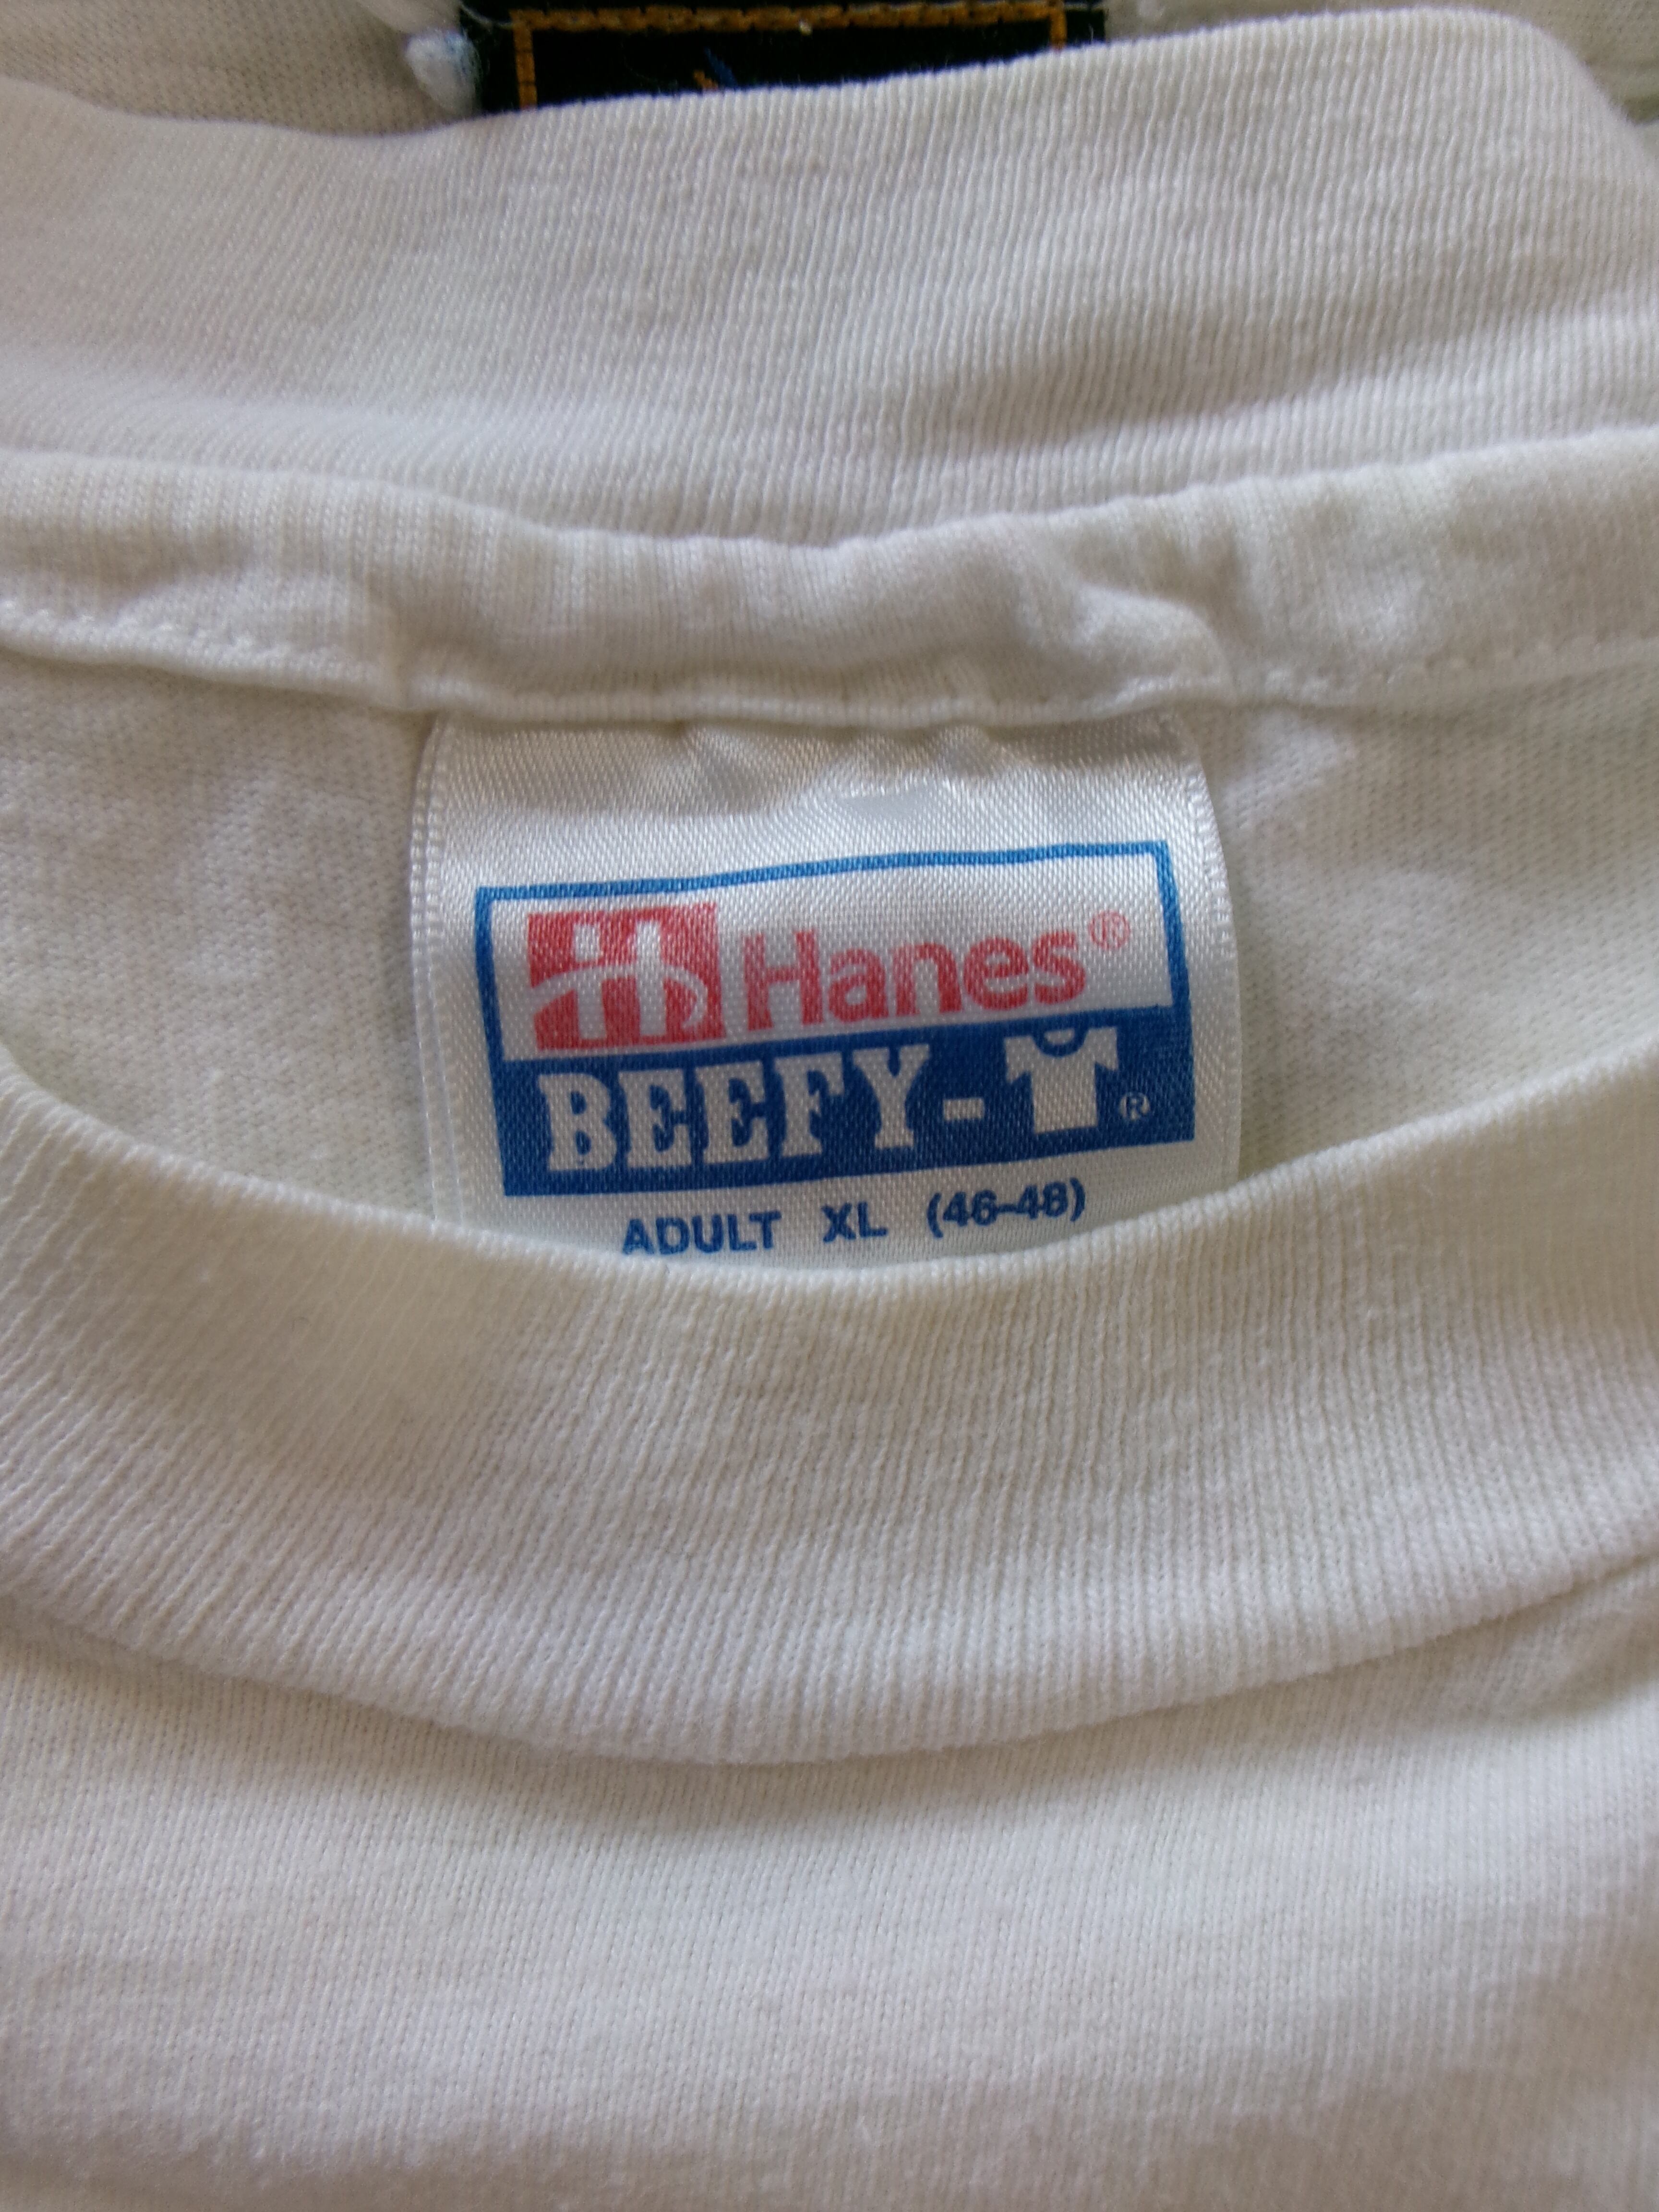 Hanes®
BEEFY-T®
ADULT XL (46-48)